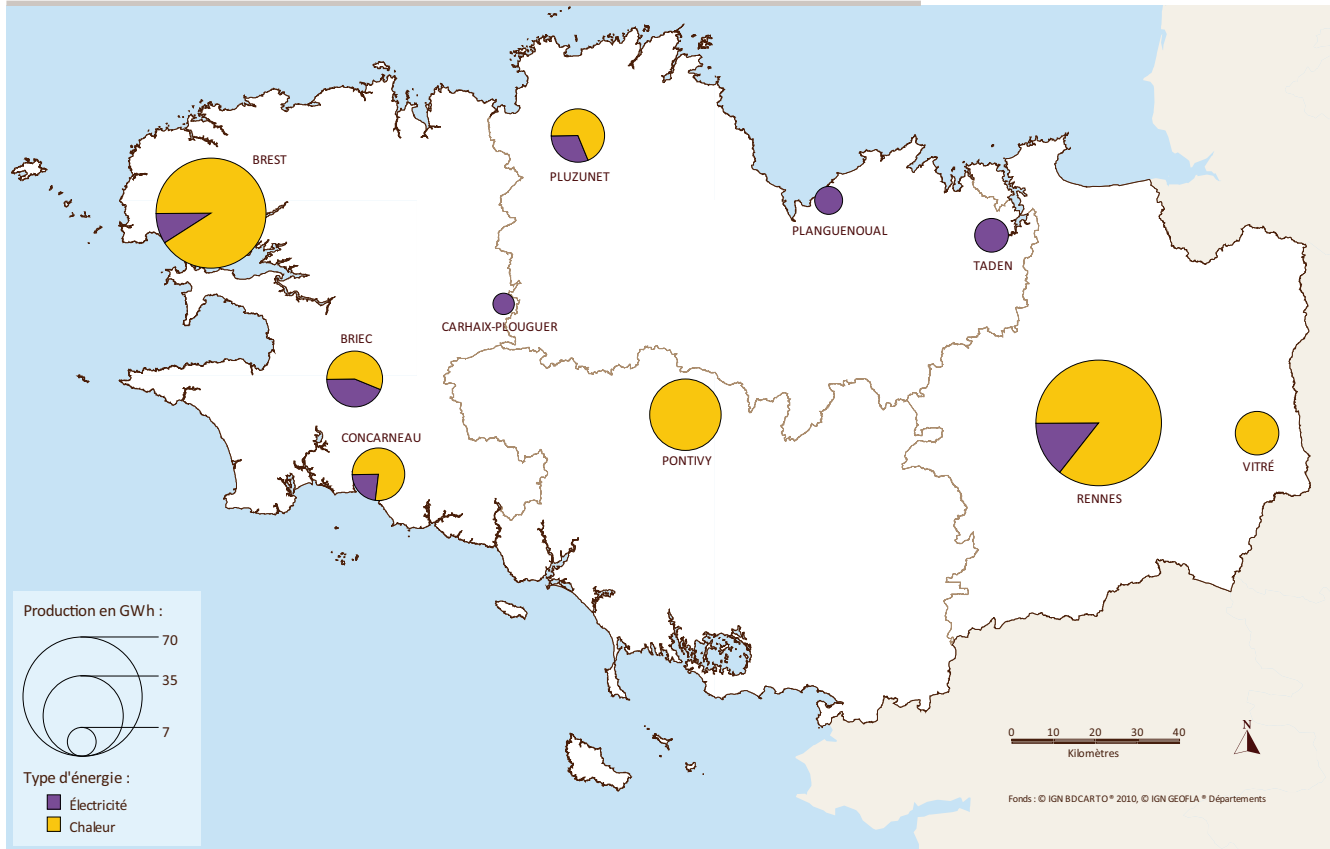 BREST
PLUZUNET
PLANGUENOUAL
TADEN
CARHAIX-PLOUGUER
BRIEC
CONCARNEAU
PONTIVY
RENNES
VITRÉ
Production en GWh :
70
35
7
Type d'énergie :
Électricité
Chaleur
0 10 20 30 40
Kilomètres
N
Fonds : © IGN BDCARTO ® 2010, © IGN GEOFLA ® Départements